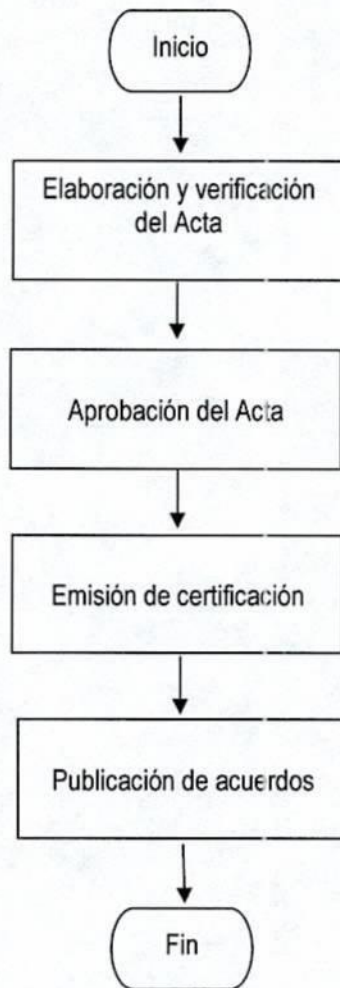 Inicio
Elaboración y verificación
del Acta
Aprobación del Acta
Emisión de certificación
Publicación de acuerdos
Fin